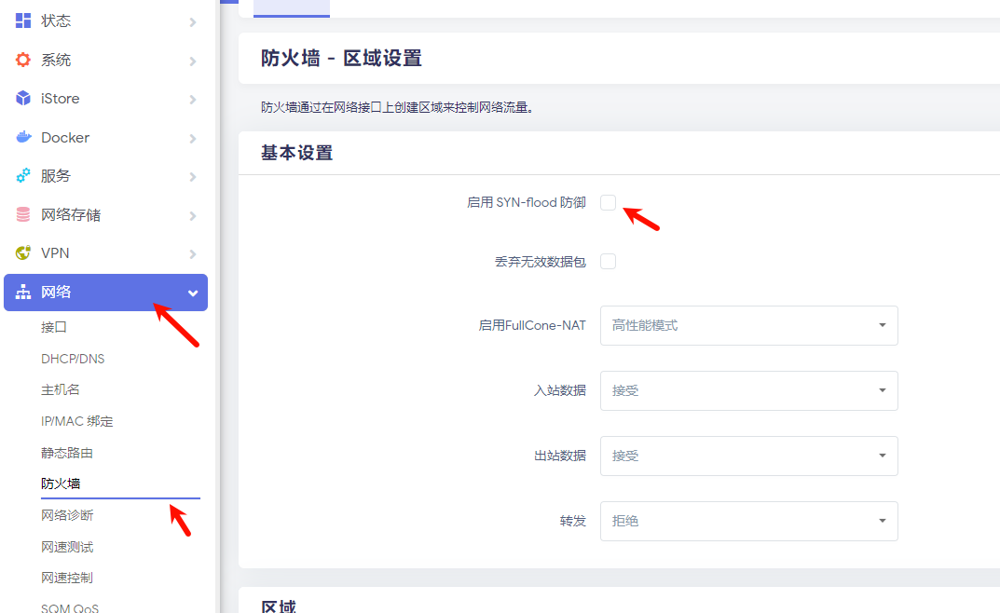 状态
系统
iStore
Docker
服务
网络存储
VPN
网络
接口
DHCP/DNS
主机名
IP/MAC 绑定
静态路由
防火墙
网络诊断
网速测试
网速控制
SQM QoS
防火墙 - 区域设置
防火墙通过在网络接口上创建区域来控制网络流量。
基本设置
启用 SYN-flood 防御
丢弃无效数据包
启用FullCone-NAT 高性能模式
入站数据 接受
出站数据 接受
转发 拒绝
区域